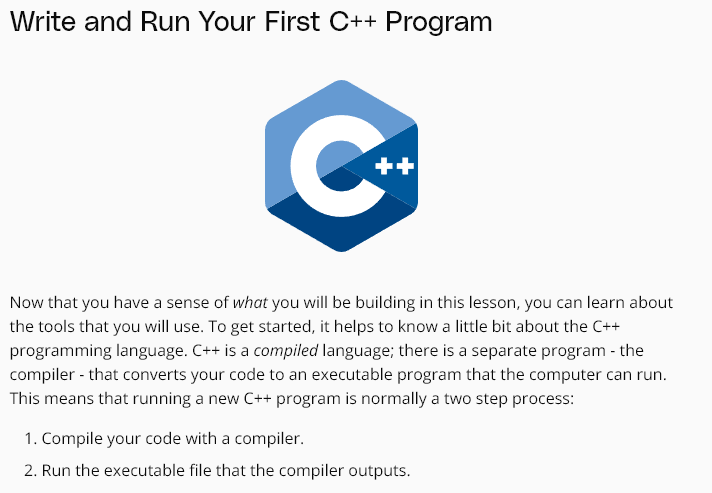 Write and Run Your First C++ Program
C++
Now that you have a sense of what you will be building in this lesson, you can learn about
the tools that you will use. To get started, it helps to know a little bit about the C++
programming language. C++ is a compiled language; there is a separate program - the
compiler - that converts your code to an executable program that the computer can run.
This means that running a new C++ program is normally a two step process:
1. Compile your code with a compiler.
2. Run the executable file that the compiler outputs.